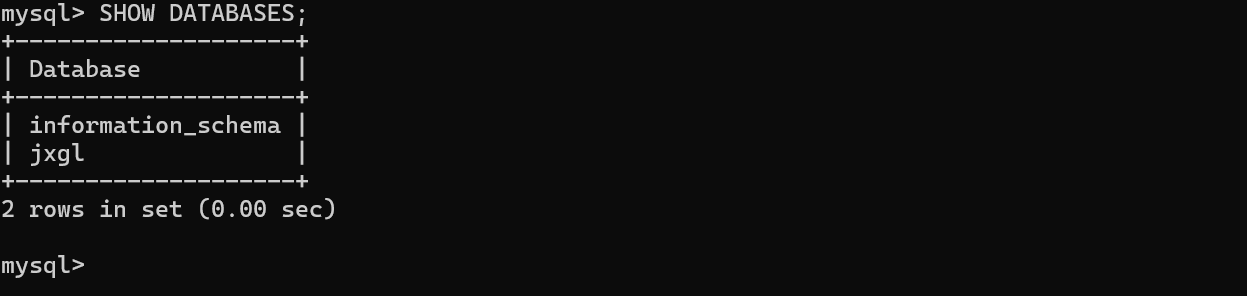 mysql> SHOW DATABASES;
+--------------------+
| Database           |
+--------------------+
| information_schema |
| jxgl               |
+--------------------+
2 rows in set (0.00 sec)
mysql>